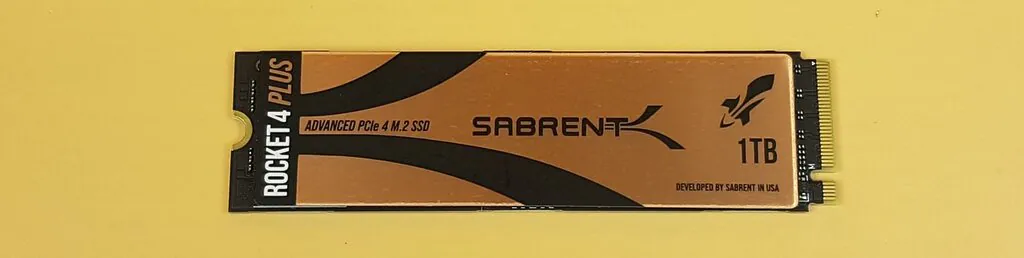 ROCKET 4 PLUS
ADVANCED PCIe 4 M.2 SSD
SABRENT
1TB
DEVELOPED BY SABRENT IN USA